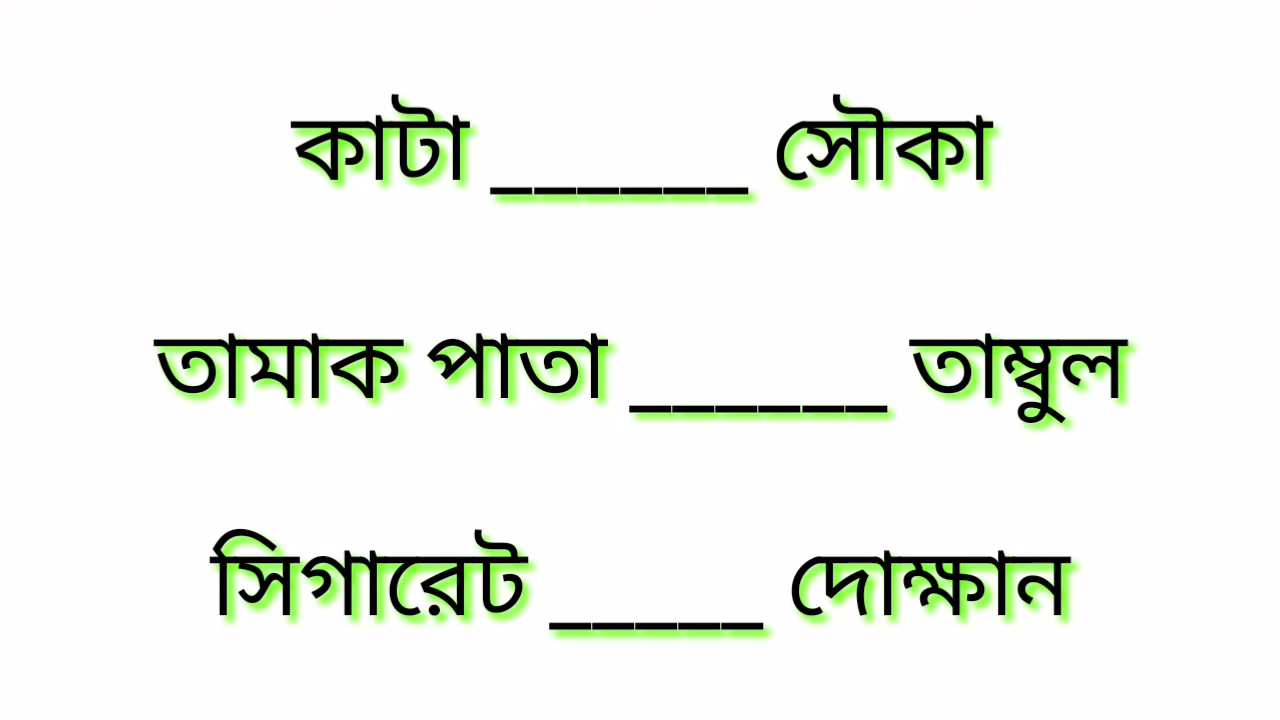 কাটা ______ সৌকা
তামাক পাতা ______ তাম্বুল
সিগারেট _____ দোক্ষান